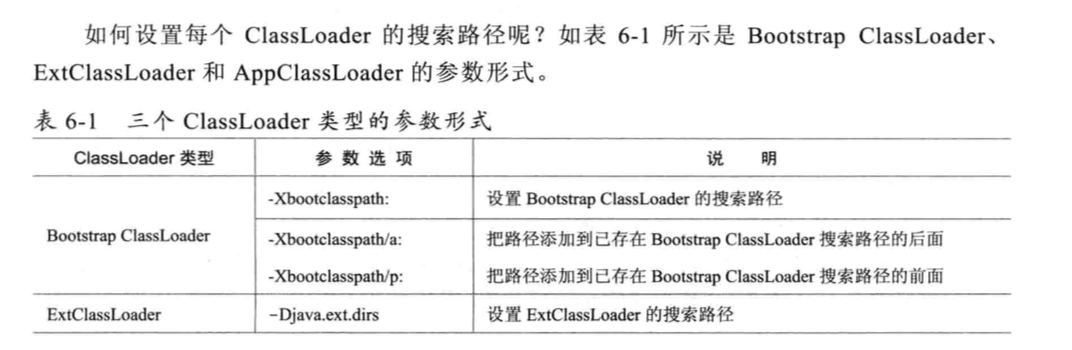 如何设置每个 ClassLoader 的搜索路径呢？如表 6-1 所示是 Bootstrap ClassLoader、
ExtClassLoader 和 AppClassLoader 的参数形式。
表 6-1 三个 ClassLoader 类型的参数形式
ClassLoader 类型 参 数 选 项 说 明
-Xbootclasspath: 设置 Bootstrap ClassLoader 的搜索路径
Bootstrap ClassLoader -Xbootclasspath/a: 把路径添加到已存在 Bootstrap ClassLoader 搜索路径的后面
-Xbootclasspath/p: 把路径添加到已存在 Bootstrap ClassLoader 搜索路径的前面
ExtClassLoader -Djava.ext.dirs 设置 ExtClassLoader 的搜索路径